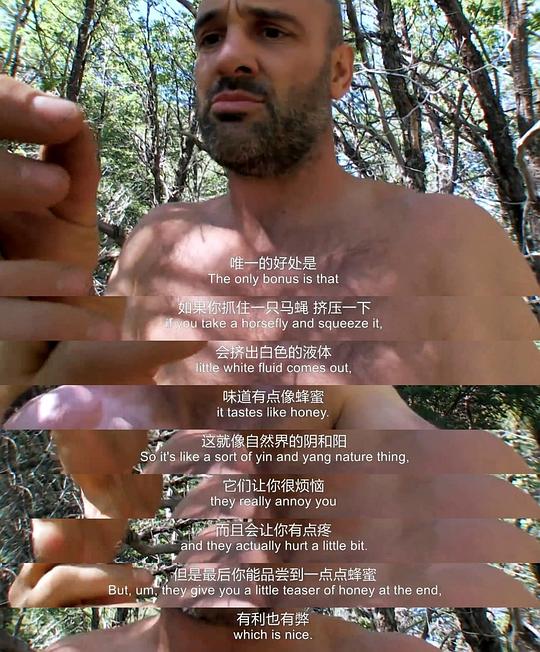 唯一的好处是
The only bonus is that
如果你抓住一只马蝇 挤压一下
if you take a horsefly and squeeze it,
会挤出白色的液体
little white fluid comes out,
味道有点像蜂蜜
it tastes like honey.
这就像自然界的阴和阳
So it's like a sort of yin and yang nature thing,
它们让你很烦恼
they really annoy you
而且会让你有点疼
and they actually hurt a little bit.
但是最后你能品尝到一点点蜂蜜
But, um, they give you a little teaser of honey at the end,
有利也有弊
which is nice.